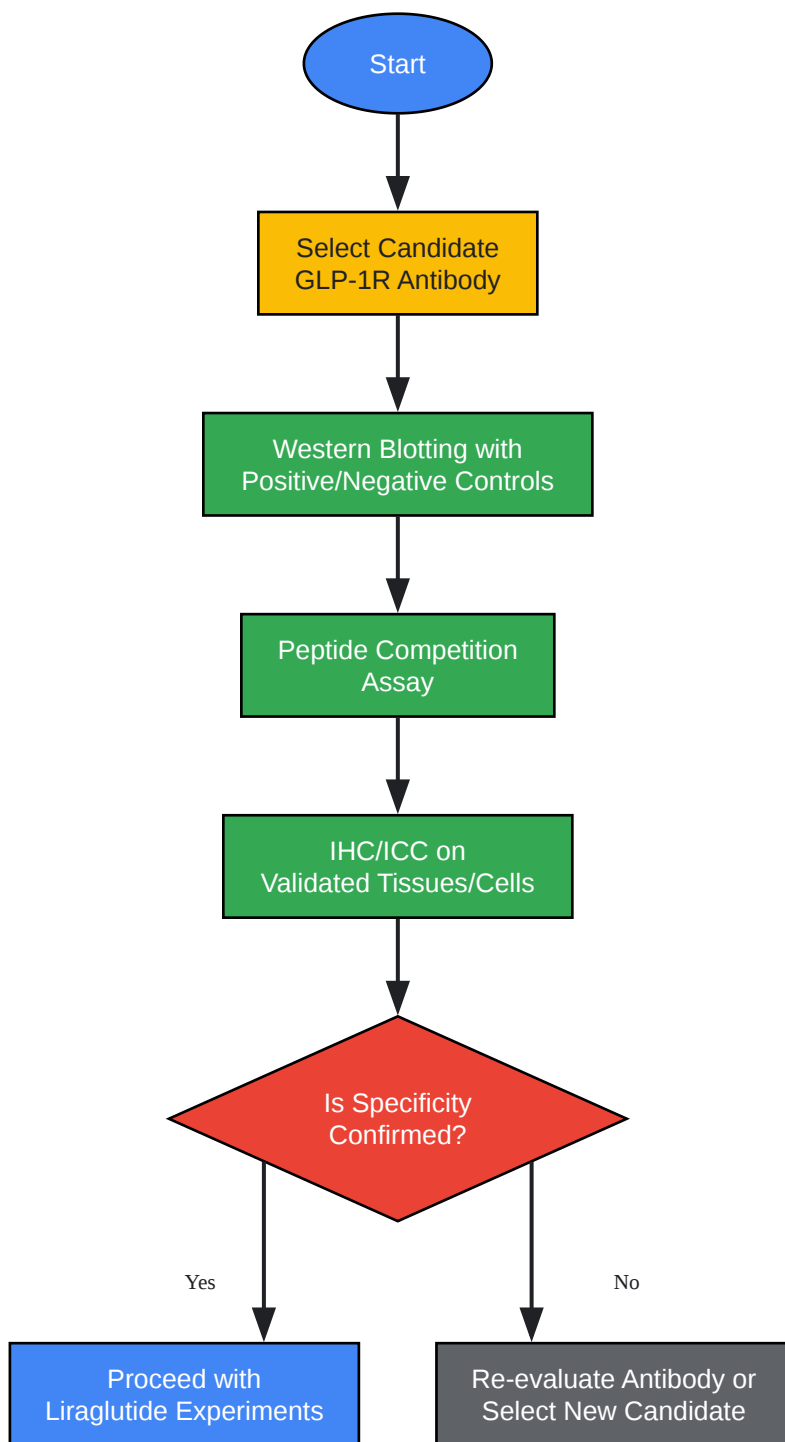 Start
Select Candidate
GLP-1R Antibody
Western Blotting with
Positive/Negative Controls
Peptide Competition
Assay
IHC/ICC on
Validated Tissues/Cells
Is Specificity
Confirmed?
Yes
No
Proceed with
Liraglutide Experiments
Re-evaluate Antibody or
Select New Candidate